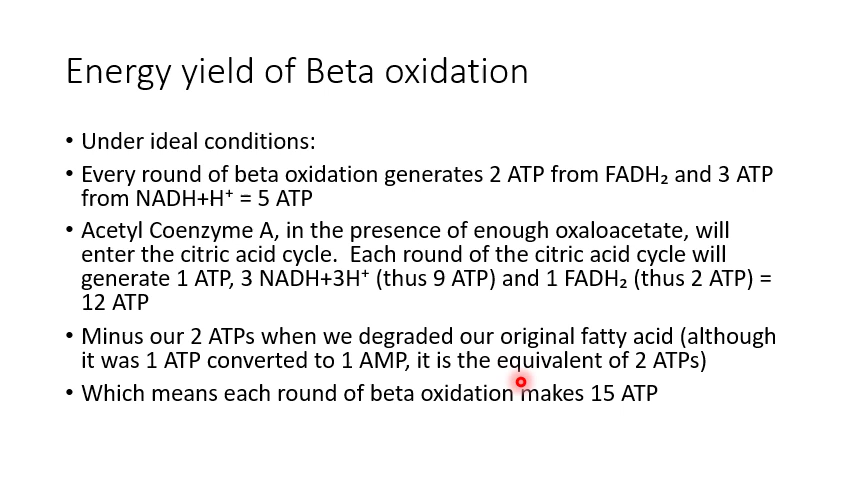 Energy yield of Beta oxidation
• Under ideal conditions:
• Every round of beta oxidation generates 2 ATP from FADH₂ and 3 ATP
from NADH+H⁺ = 5 ATP
• Acetyl Coenzyme A, in the presence of enough oxaloacetate, will
enter the citric acid cycle.  Each round of the citric acid cycle will
generate 1 ATP, 3 NADH+3H⁺ (thus 9 ATP) and 1 FADH₂ (thus 2 ATP) =
12 ATP
• Minus our 2 ATPs when we degraded our original fatty acid (although
it was 1 ATP converted to 1 AMP, it is the equivalent of 2 ATPs)
• Which means each round of beta oxidation makes 15 ATP